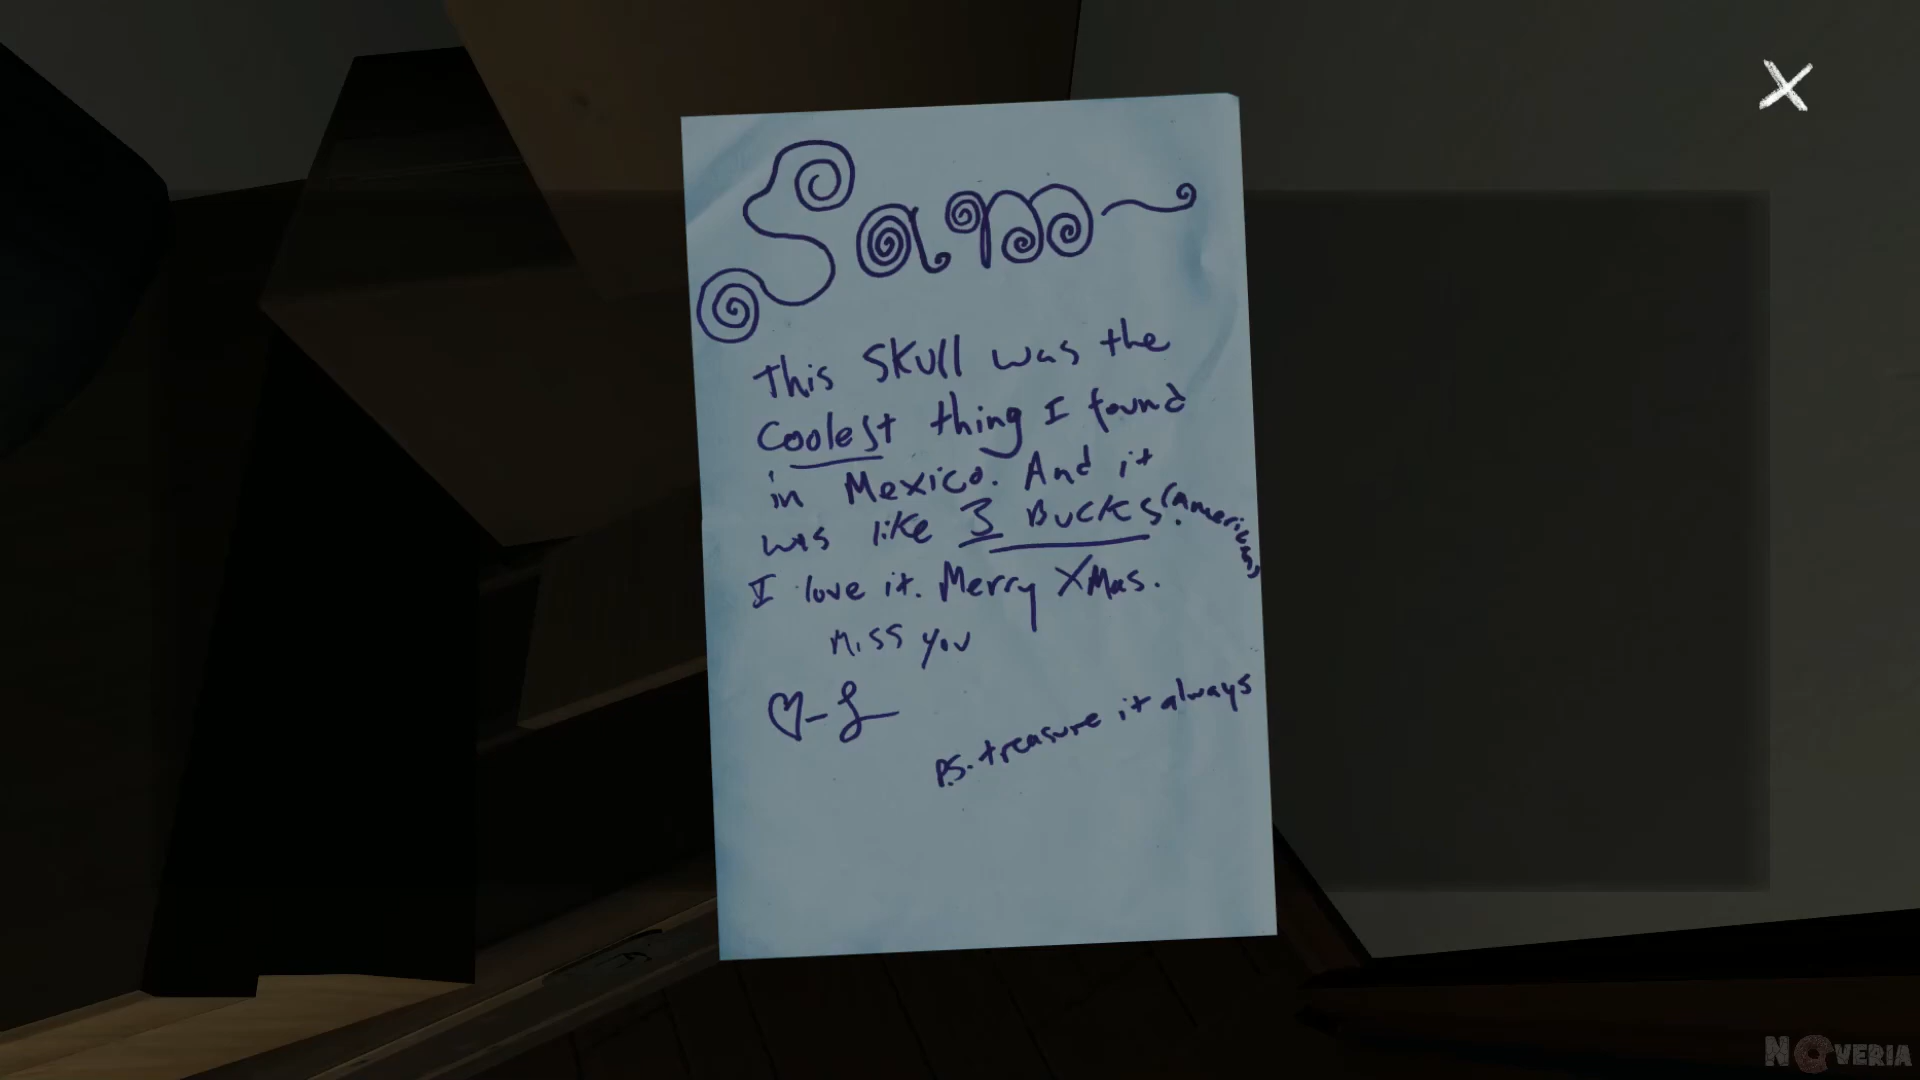 Sam
This Skull was the
Coolest thing I found
in Mexico. And it
was like 3 Bucks. (American)
I love it. Merry XMas.
Miss you
♡-L
P.S. treasure it always
NOVERIA